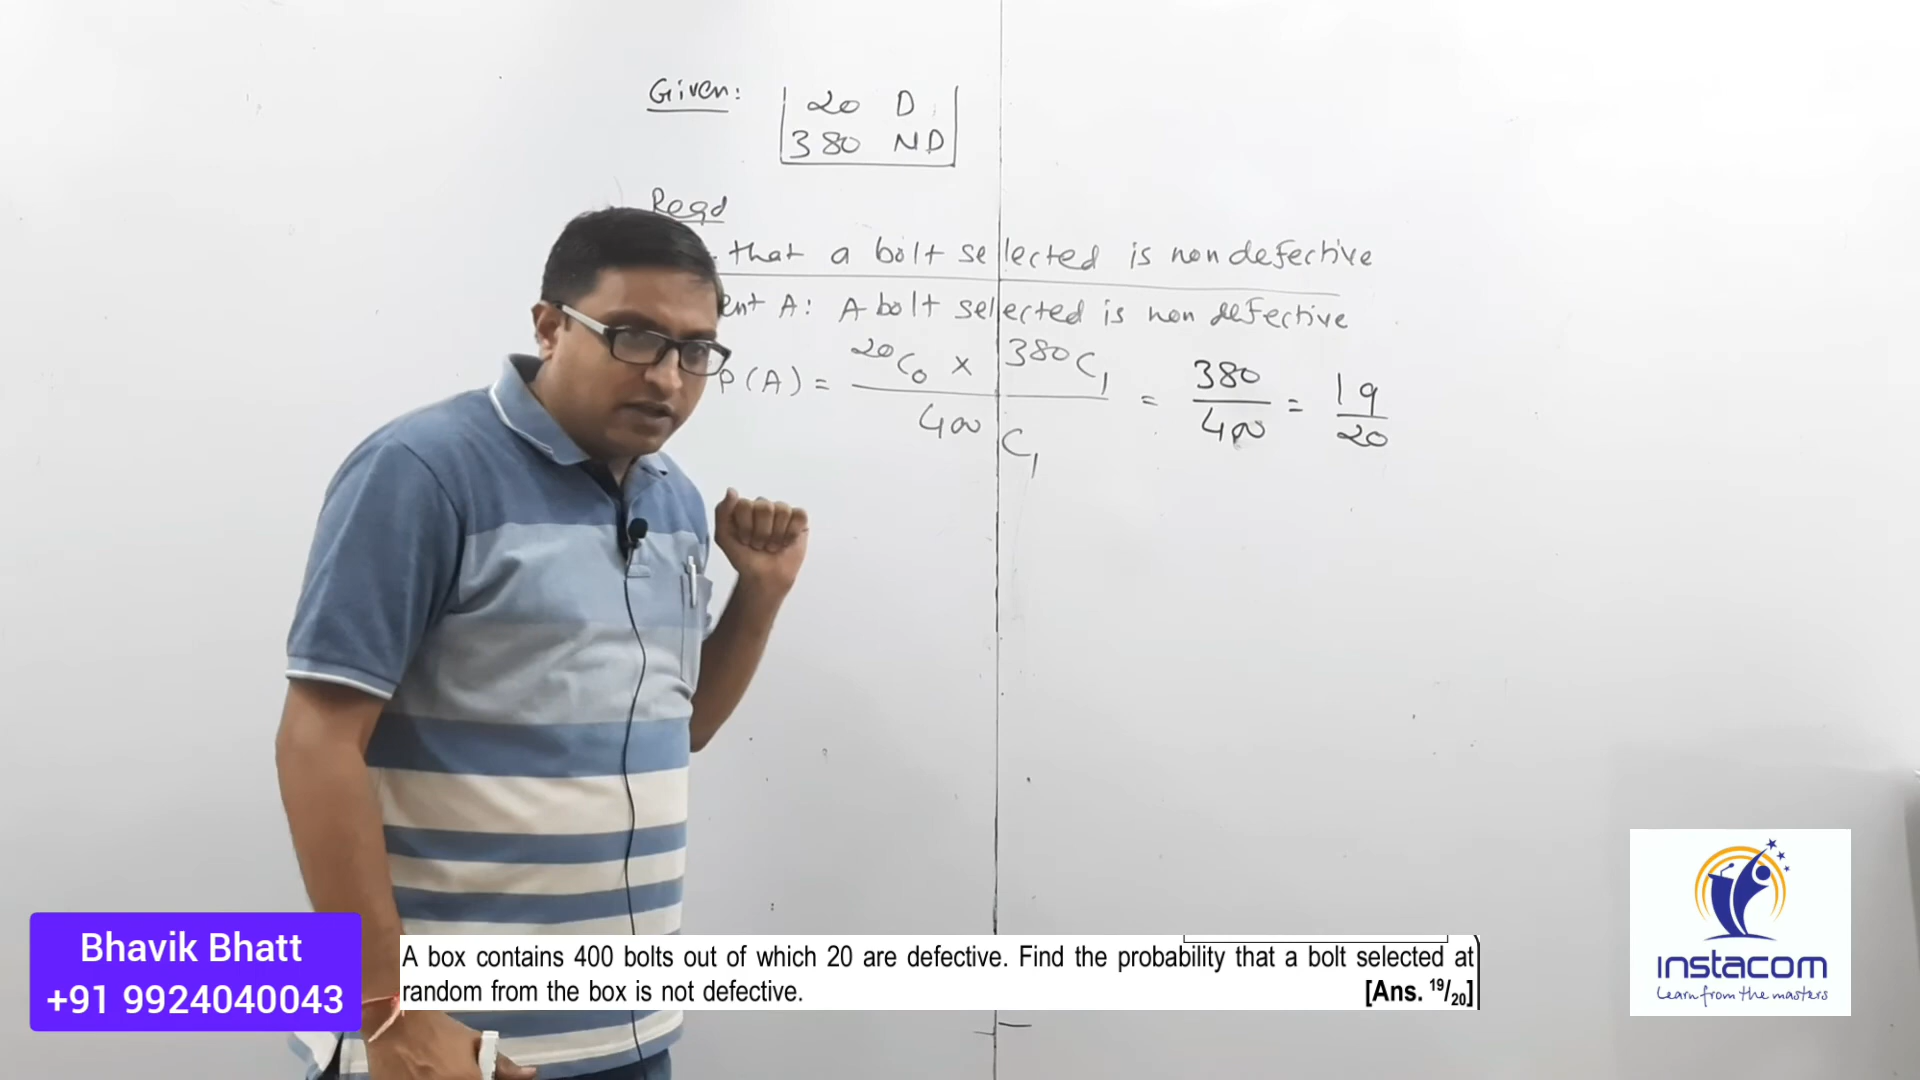 Given: 20 D
380 ND
Reqd
that a bolt selected is non defective
A: A bolt selected is non defective
P(A) = 20C0 × 380C1 / 400C1 = 380/400 = 19/20
Bhavik Bhatt
+91 9924040043
A box contains 400 bolts out of which 20 are defective. Find the probability that a bolt selected at
random from the box is not defective. [Ans. 19/20]
instacom
Learn from the masters